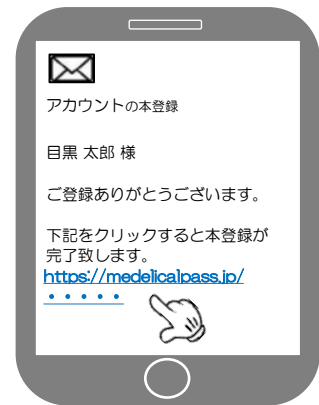 アカウントの本登録
目黒 太郎 様
ご登録ありがとうございます。
下記をクリックすると本登録が
完了致します。
https://medelicalpass.jp/
・・・・・